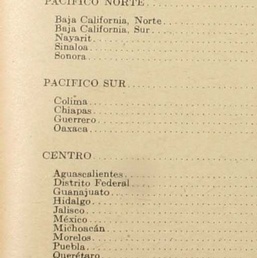 PACIFICO NORTE
Baja California, Norte
Baja California, Sur
Nayarit
Sinaloa
Sonora
PACIFICO SUR
Colima
Chiapas
Guerrero
Oaxaca
CENTRO
Aguascalientes
Distrito Federal
Guanajuato
Hidalgo
Jalisco
México
Michoacán
Morelos
Puebla
Querétaro